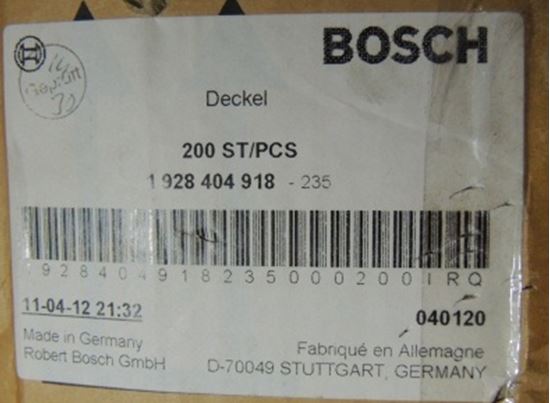 BOSCH
Geprüft
Deckel
200 ST/PCS
1 928 404 918 - 235
1928404918235000200IRQ
11-04-12 21:32
040120
Made in Germany
Robert Bosch GmbH
Fabriqué en Allemagne
D-70049 STUTTGART, GERMANY